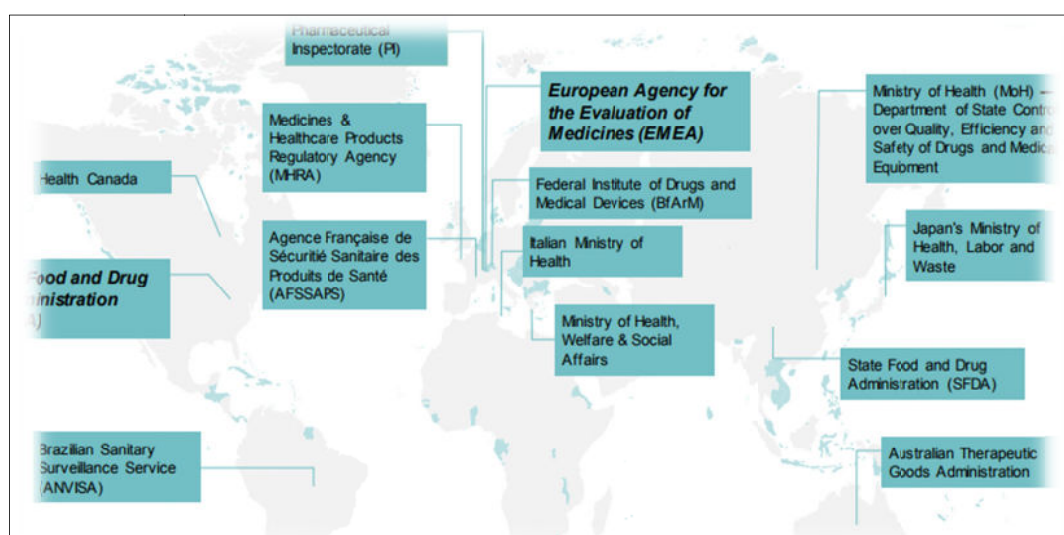 Pharmaceutical
Inspectorate (PI)
European Agency for
the Evaluation of
Medicines (EMEA)
Ministry of Health (MoH) —
Department of State Contro
over Quality, Efficiency and
Safety of Drugs and Medica
Equipment
Medicines &
Healthcare Products
Regulatory Agency
(MHRA)
Health Canada
Federal Institute of Drugs and
Medical Devices (BfArM)
Agence Française de
Sécuritié Sanitaire des
Produits de Santé
(AFSSAPS)
Italian Ministry of
Health
Japan's Ministry of
Health, Labor and
Waste
Food and Drug
ministration
A)
Ministry of Health,
Welfare & Social
Affairs
State Food and Drug
Administration (SFDA)
Brazilian Sanitary
Surveillance Service
(ANVISA)
Australian Therapeutic
Goods Administration